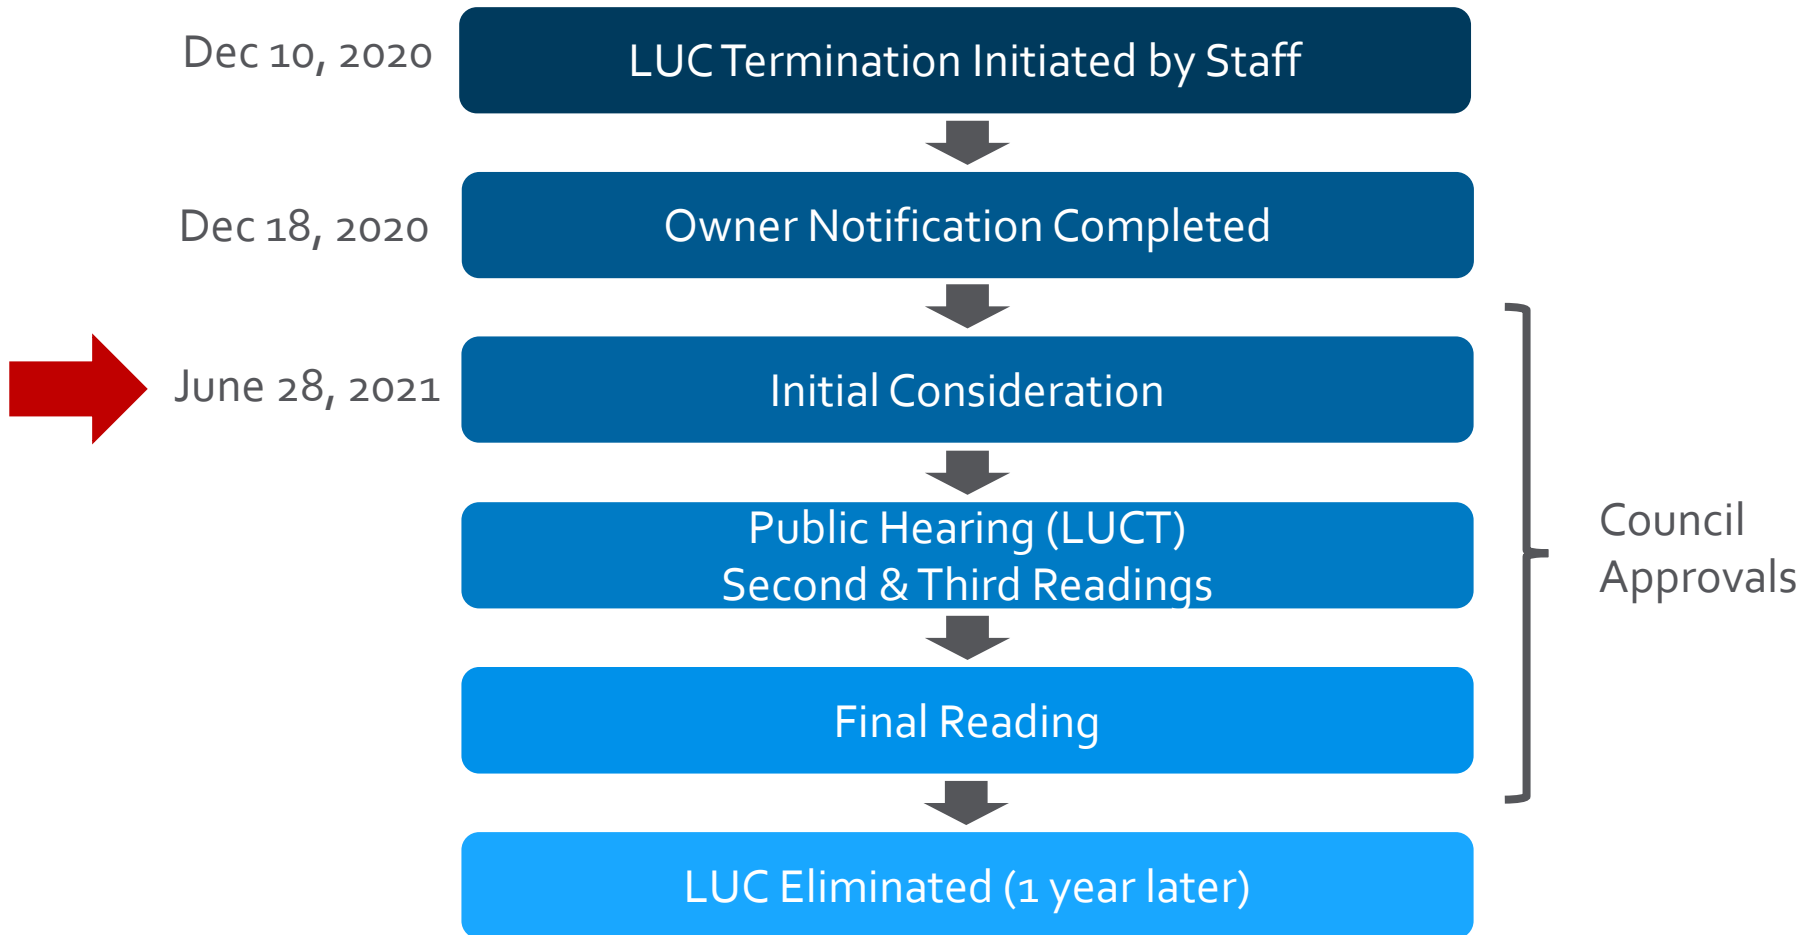 Dec 10, 2020
LUC Termination Initiated by Staff
Dec 18, 2020
Owner Notification Completed
June 28, 2021
Initial Consideration
Public Hearing (LUCT)
Second & Third Readings
Council
Approvals
Final Reading
LUC Eliminated (1 year later)